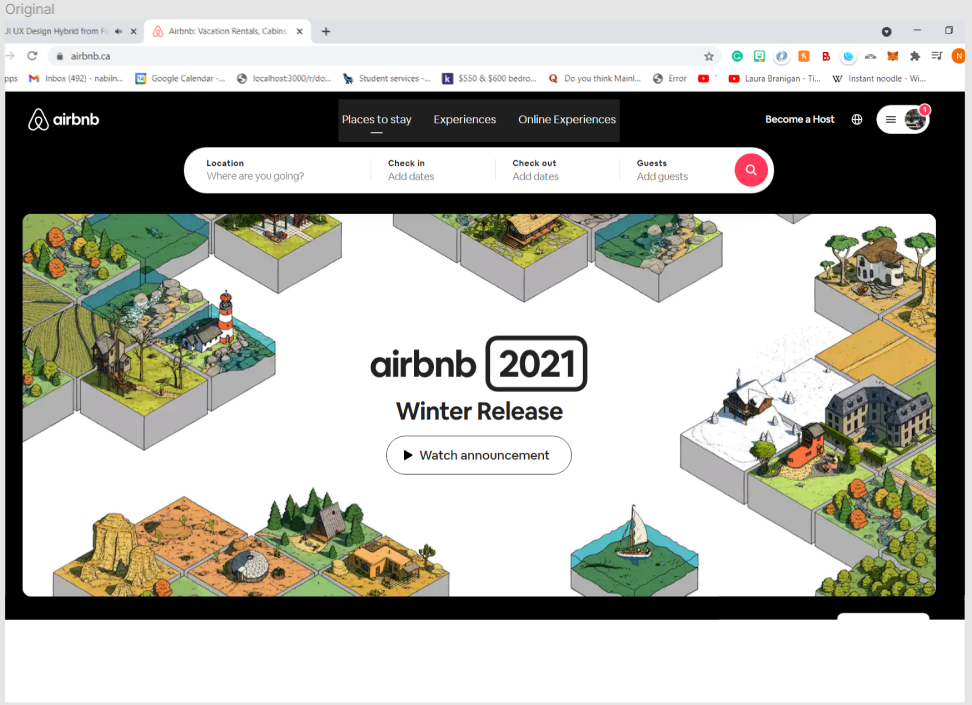 Original
UI UX Design Hybrid from Fi
Airbnb: Vacation Rentals, Cabins,
airbnb.ca
N
pps
Inbox (492) - nabiln...
Google Calendar -...
localhost:3000/r/do...
Student services -...
k
$550 & $600 bedro...
Q
Do you think Mainl...
Error
Laura Branigan - Ti...
W
Instant noodle - Wi...
airbnb
Places to stay
Experiences
Online Experiences
Become a Host
1
Location
Where are you going?
Check in
Add dates
Check out
Add dates
Guests
Add guests
airbnb 2021
Winter Release
Watch announcement